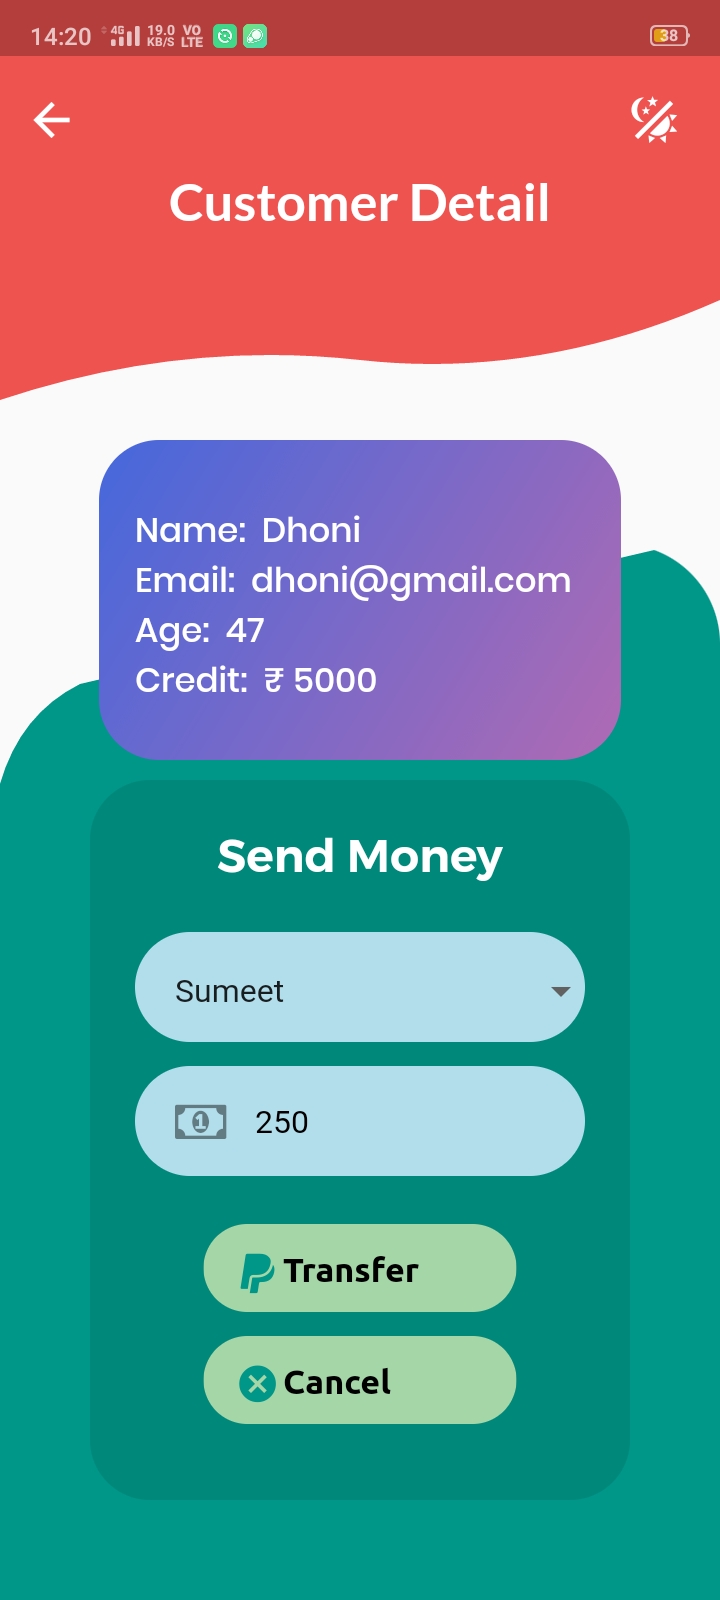 14:20 4G 19.0 KB/S VO LTE 38
Customer Detail
Name: Dhoni
Email: dhoni@gmail.com
Age: 47
Credit: ₹ 5000
Send Money
Sumeet
1 250
Transfer
Cancel